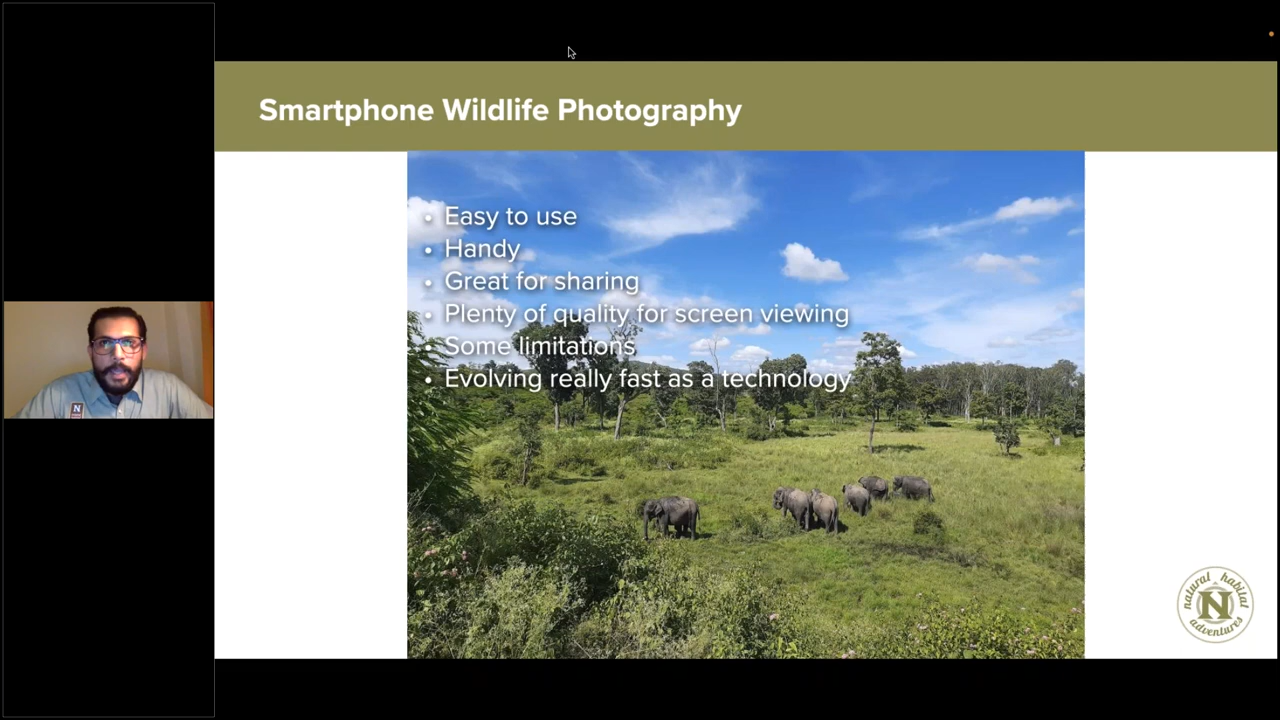 Smartphone Wildlife Photography
• Easy to use
• Handy
• Great for sharing
• Plenty of quality for screen viewing
• Some limitations
• Evolving really fast as a technology
N
natural habitat
N
adventures